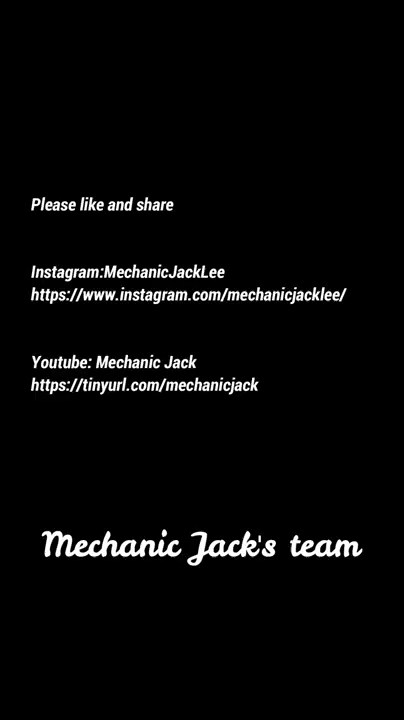 Please like and share
Instagram:MechanicJackLee
https://www.instagram.com/mechanicjacklee/
Youtube: Mechanic Jack
https://tinyurl.com/mechanicjack
Mechanic Jack's team